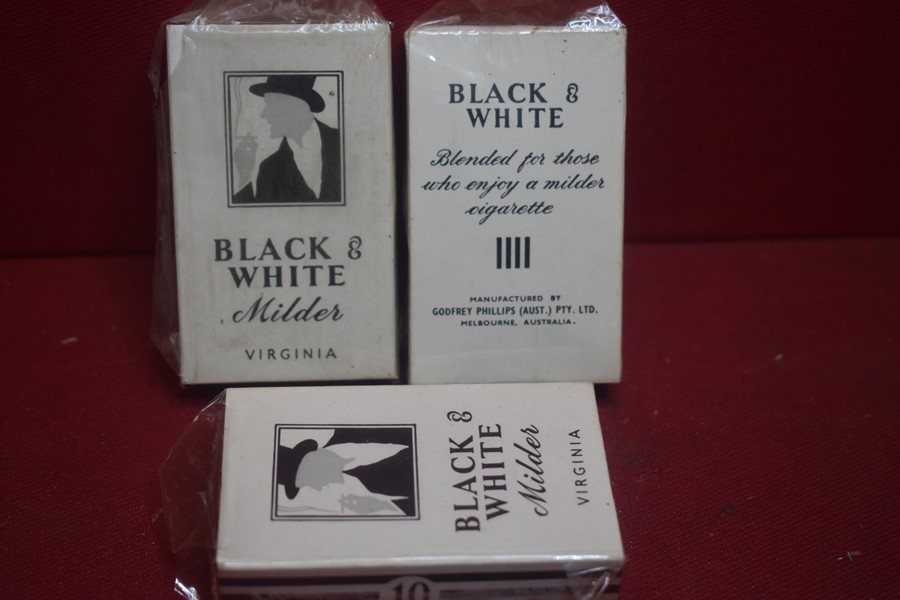 BLACK &
WHITE
Milder
VIRGINIA
BLACK &
WHITE
Blended for those
who enjoy a milder
cigarette
MANUFACTURED BY
GODFREY PHILLIPS (AUST.) PTY. LTD.
MELBOURNE, AUSTRALIA.
BLACK &
WHITE
Milder
VIRGINIA
10